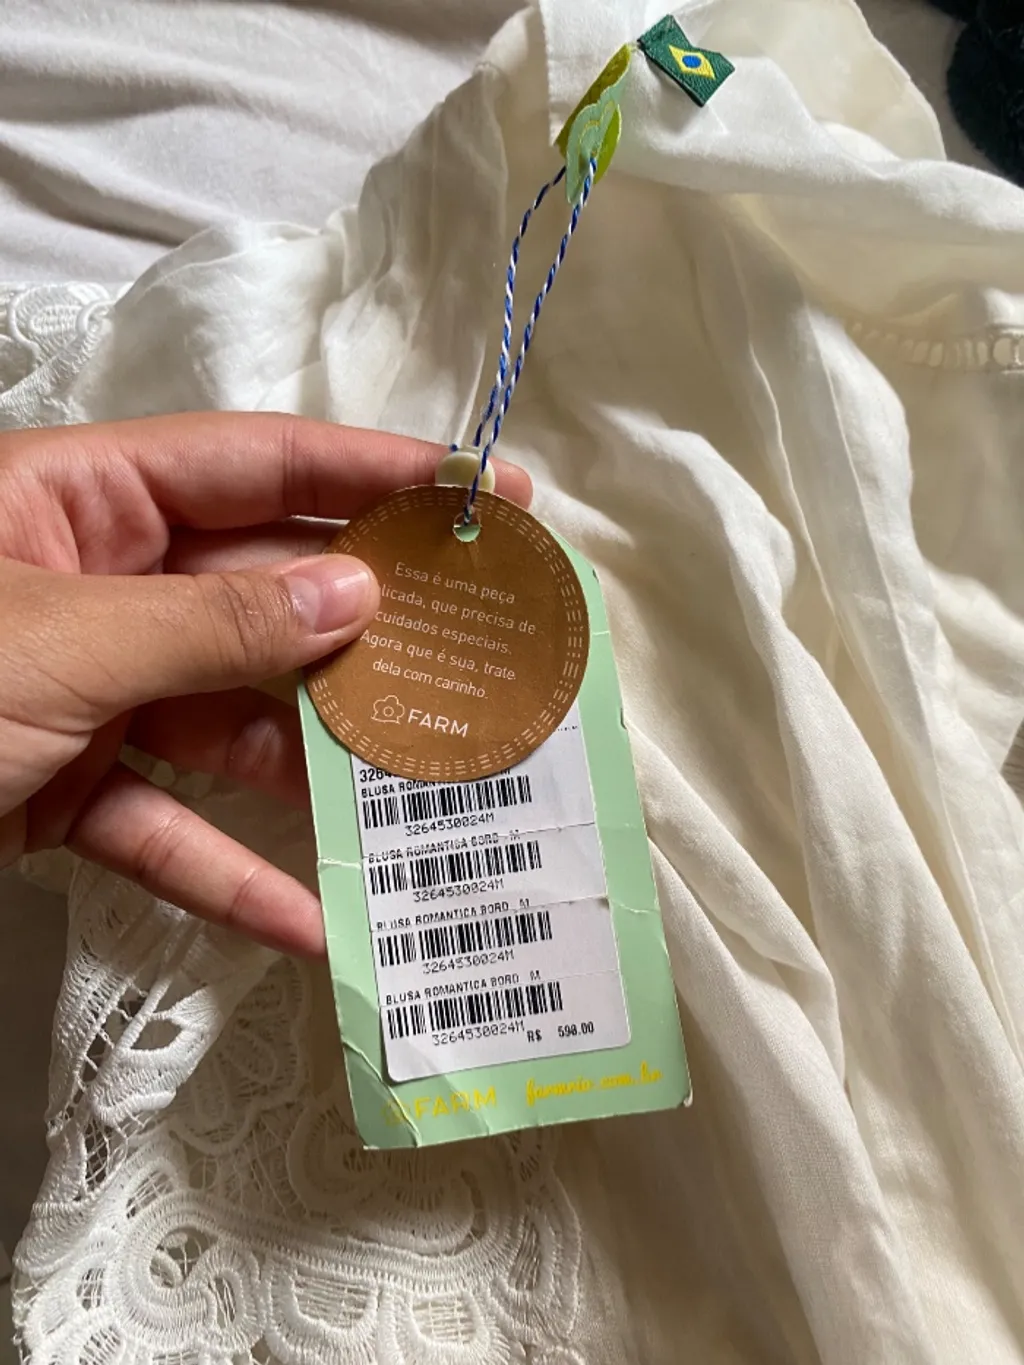 Essa é uma peça
licada, que precisa de
cuidados especiais.
Agora que é sua, trate
dela com carinho.
FARM
3264
BLUSA ROMANTICA
3264530024M
BLUSA ROMANTICA BORD - M
3264530024M
BLUSA ROMANTICA BORD - M
3264530024M
BLUSA ROMANTICA BORD M
3264530024M R$ 598.00
FARM farmrio.com.br